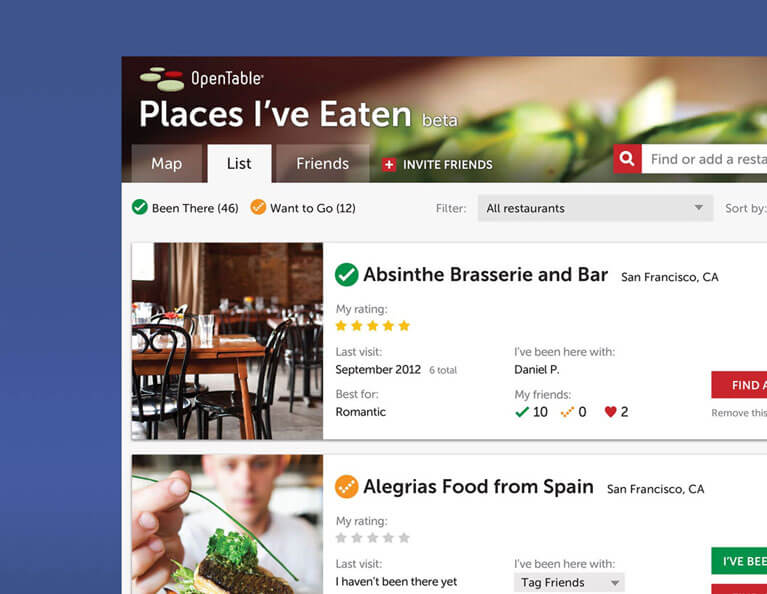 OpenTable®
Places I've Eaten beta
Map List Friends INVITE FRIENDS
Find or add a resta
Been There (46) Want to Go (12) Filter: All restaurants Sort by:
Absinthe Brasserie and Bar San Francisco, CA
My rating:
Last visit: I've been here with:
September 2012 6 total Daniel P.
Best for: My friends:
Romantic 10 0 2
FIND A
Remove this
Alegrias Food from Spain San Francisco, CA
My rating:
Last visit: I've been here with:
I haven't been there yet Tag Friends
I'VE BEE